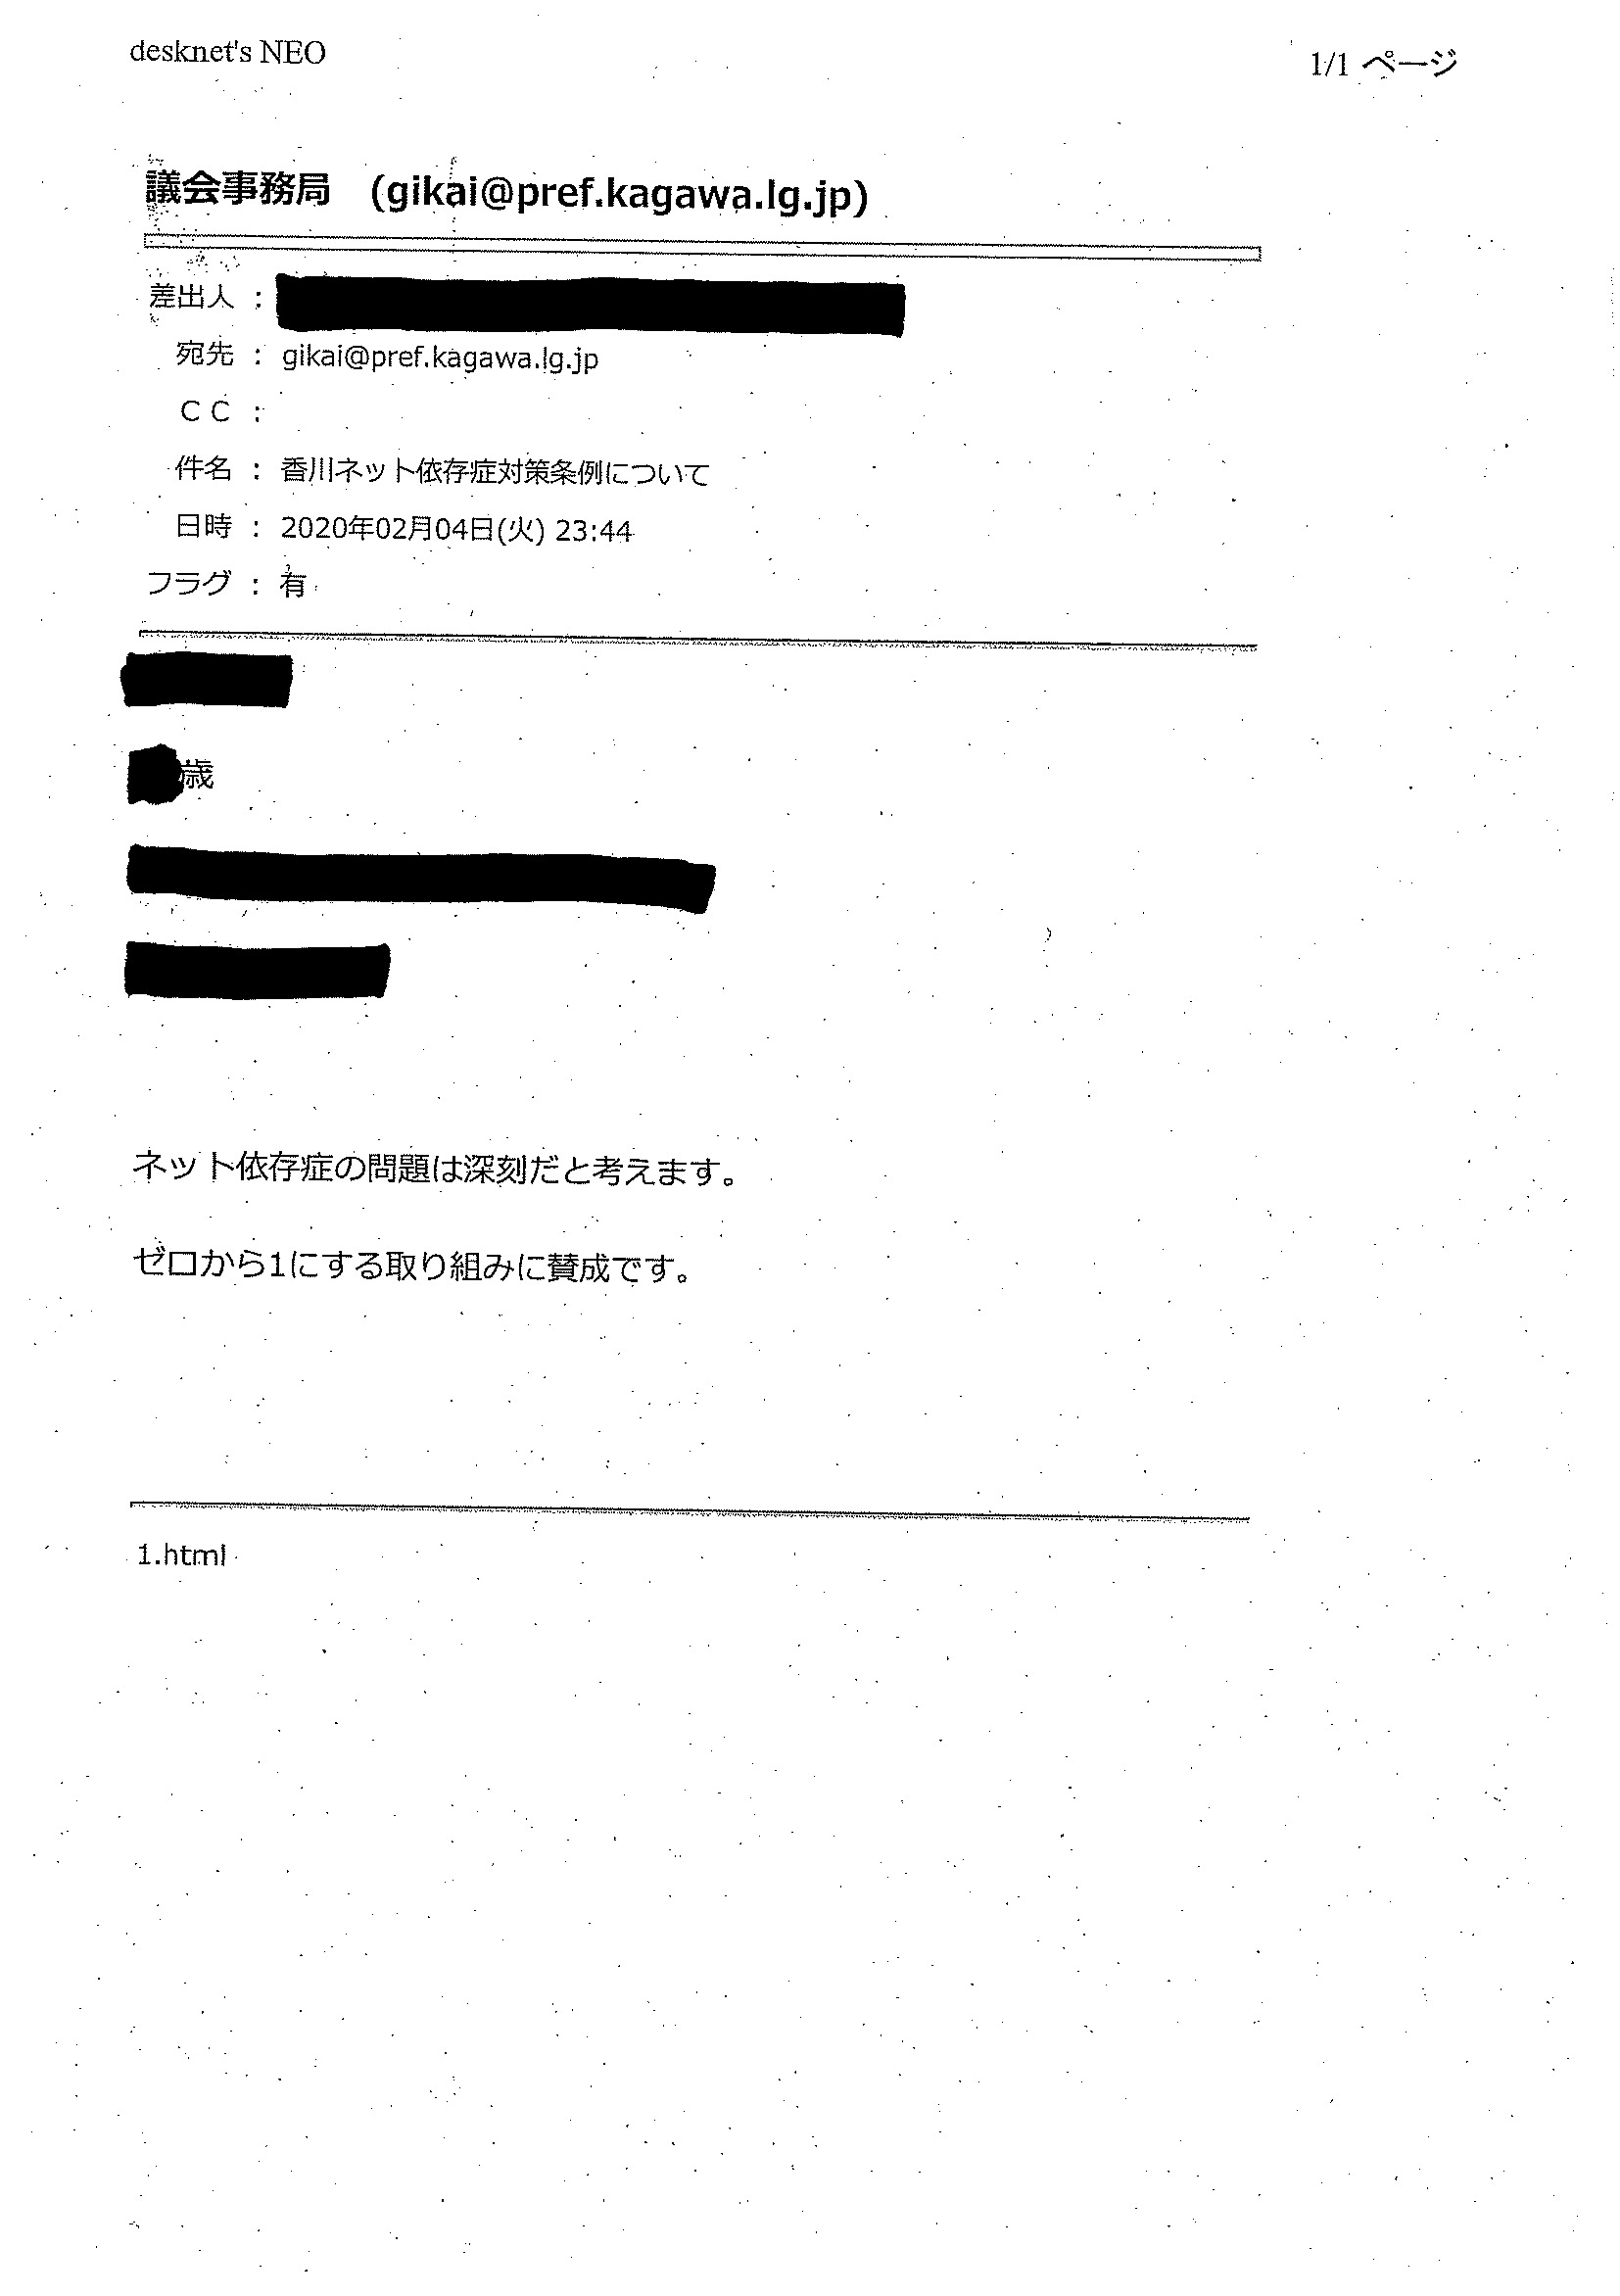 desknet's NEO
1/1 ページ
議会事務局 (gikai@pref.kagawa.lg.jp)
差出人 :
宛先 : gikai@pref.kagawa.lg.jp
ＣＣ :
件名 : 香川ネット依存症対策条例について
日時 : 2020年02月04日(火) 23:44
フラグ : 有
歳
ネット依存症の問題は深刻だと考えます。
ゼロから1にする取り組みに賛成です。
1.html